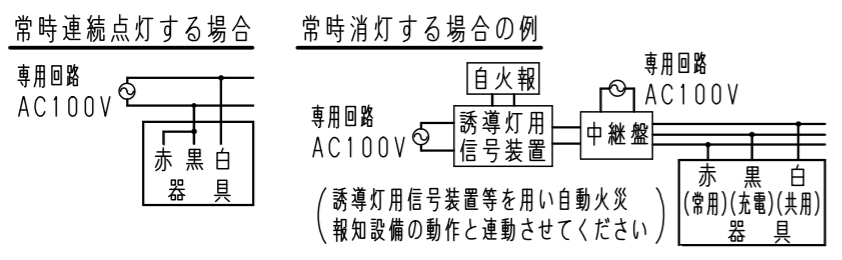 常時連続点灯する場合
専用回路
AC100V
赤 黒 白
器 具
常時消灯する場合の例
自火報
専用回路
AC100V
専用回路
AC100V
誘導灯用
信号装置
中継盤
赤 黒 白
(常用)(充電)(共用)
器 具
(誘導灯用信号装置等を用い自動火災
報知設備の動作と連動させてください)